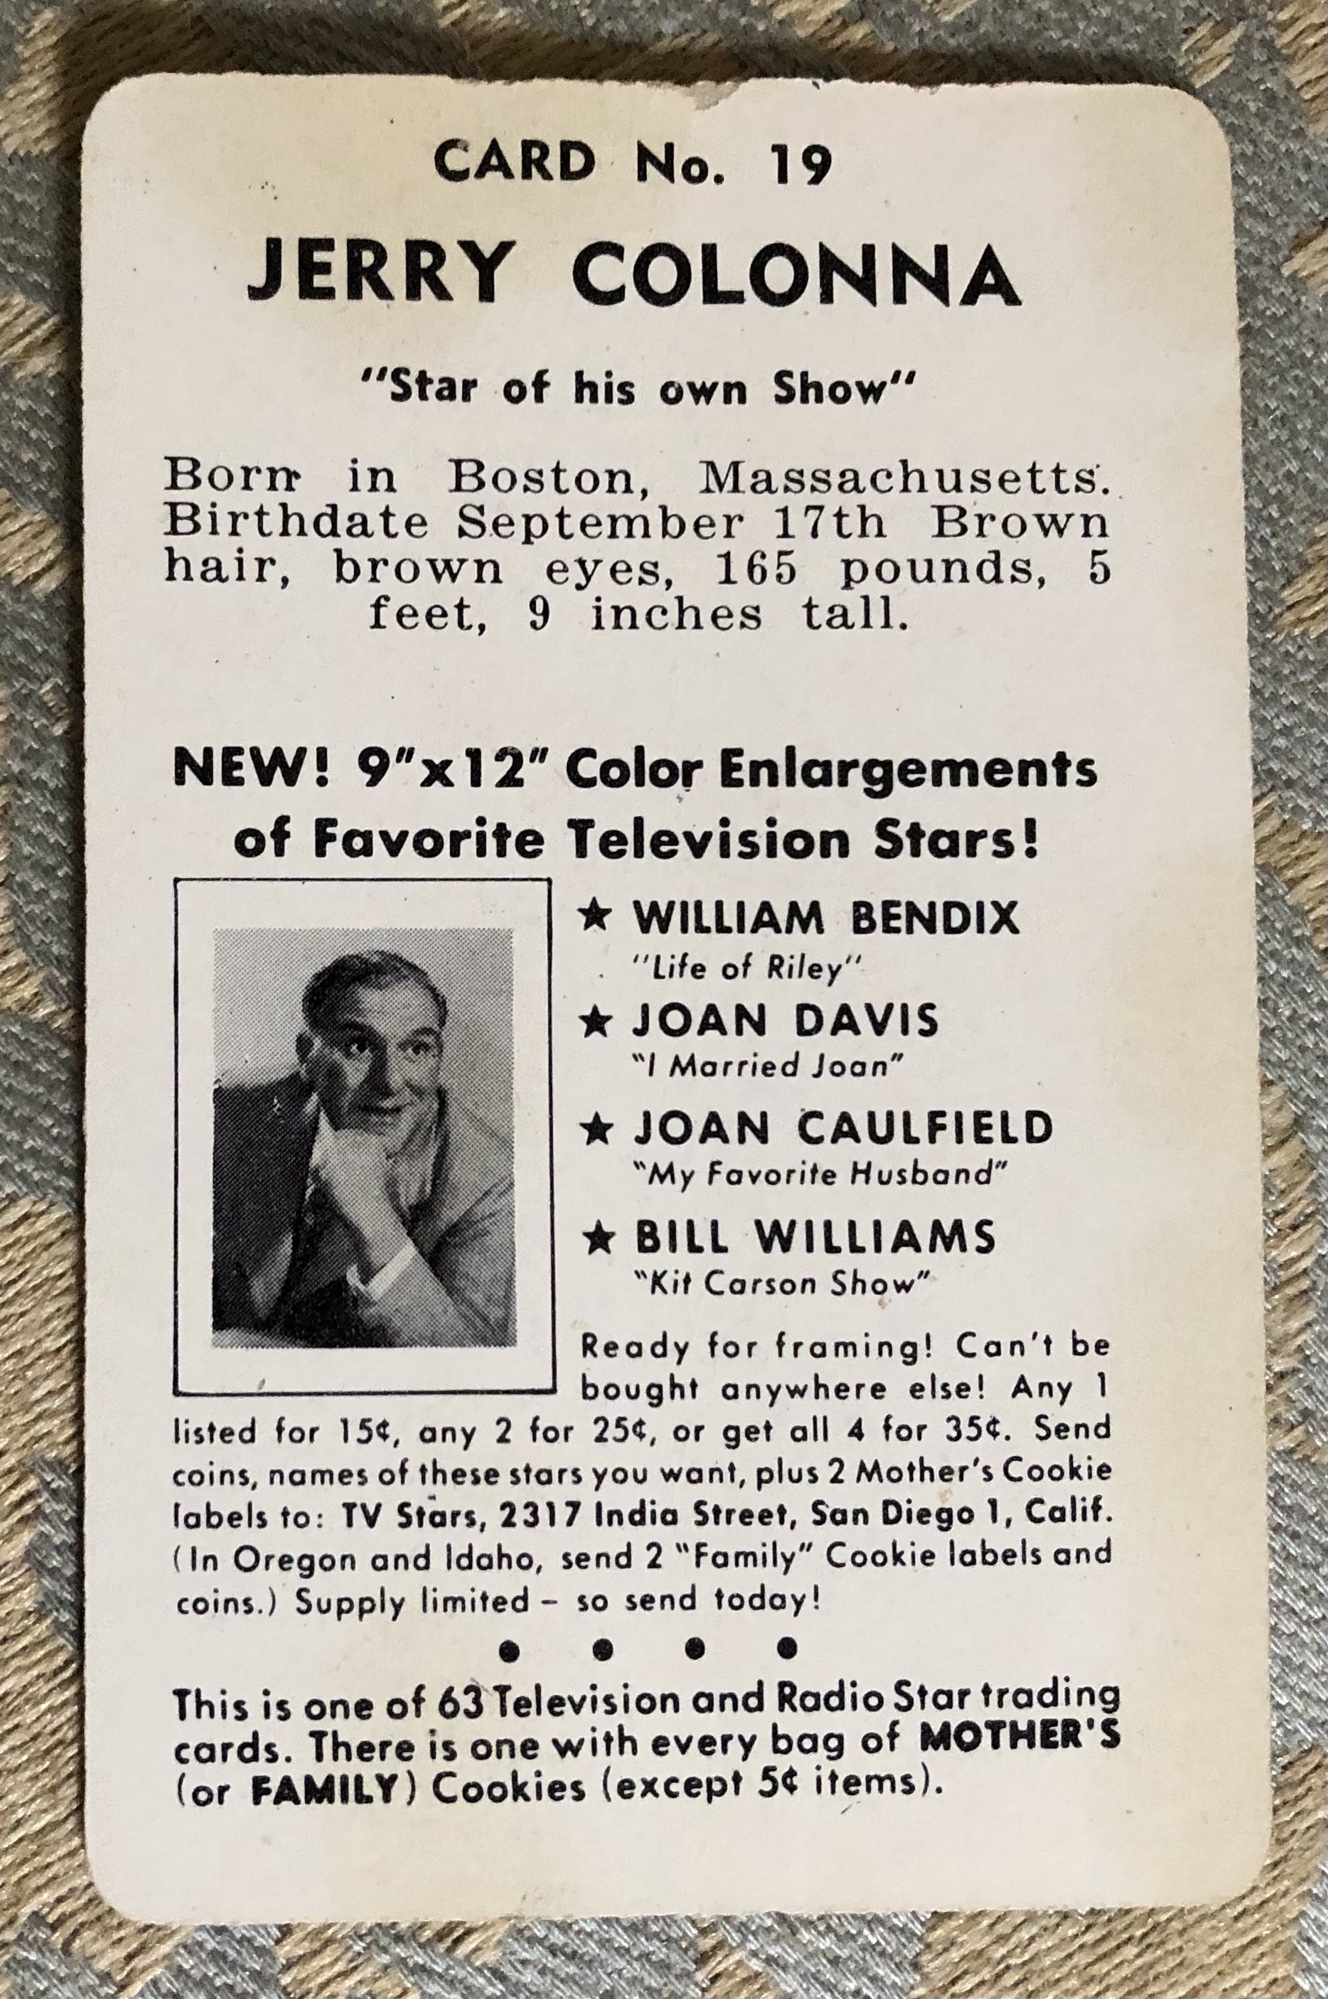 CARD No. 19
JERRY COLONNA
"Star of his own Show"
Born in Boston, Massachusetts.
Birthdate September 17th Brown
hair, brown eyes, 165 pounds, 5
feet, 9 inches tall.
NEW! 9"x12" Color Enlargements
of Favorite Television Stars!
★ WILLIAM BENDIX
"Life of Riley"
★ JOAN DAVIS
"I Married Joan"
★ JOAN CAULFIELD
"My Favorite Husband"
★ BILL WILLIAMS
"Kit Carson Show"
Ready for framing! Can't be
bought anywhere else! Any 1
listed for 15¢, any 2 for 25¢, or get all 4 for 35¢. Send
coins, names of these stars you want, plus 2 Mother's Cookie
labels to: TV Stars, 2317 India Street, San Diego 1, Calif.
(In Oregon and Idaho, send 2 "Family" Cookie labels and
coins.) Supply limited – so send today!
● ● ● ●
This is one of 63 Television and Radio Star trading
cards. There is one with every bag of MOTHER'S
(or FAMILY) Cookies (except 5¢ items).